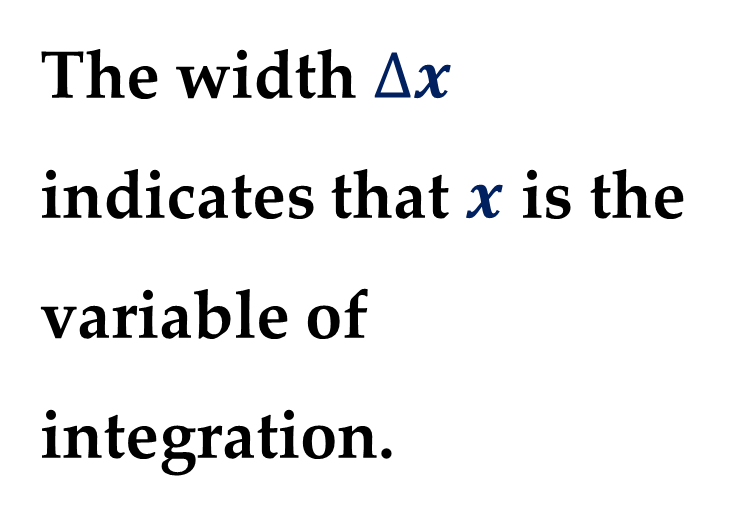 The width Δx
indicates that x is the
variable of
integration.